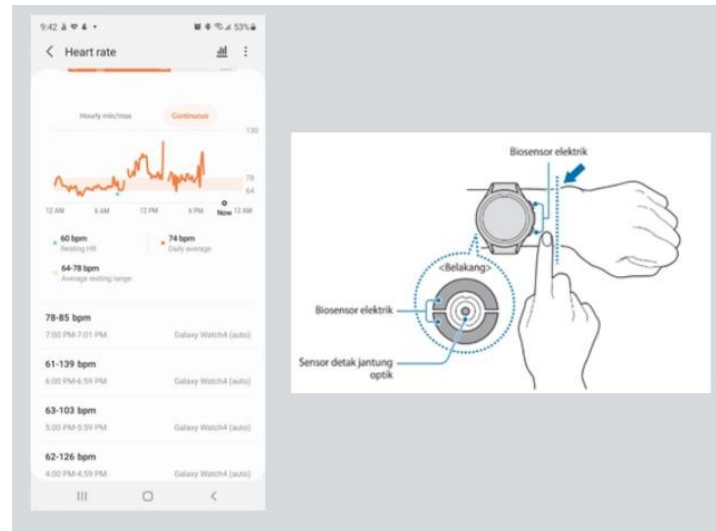 9:42
53%
Heart rate
Hourly min/max Continuous
130
78
64
12 AM 6 AM 12 PM 6 PM Now 12 AM
60 bpm
Resting HR
74 bpm
Daily average
64-78 bpm
Average resting range
78-85 bpm
7:00 PM-7:01 PM Galaxy Watch4 (auto)
61-139 bpm
6:00 PM-6:59 PM Galaxy Watch4 (auto)
63-103 bpm
5:00 PM-5:59 PM Galaxy Watch4 (auto)
62-126 bpm
4:00 PM-4:59 PM Galaxy Watch4 (auto)
Biosensor elektrik
<Belakang>
Biosensor elektrik
Sensor detak jantung
optik